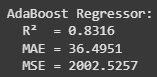 AdaBoost Regressor:
R² = 0.8316
MAE = 36.4951
MSE = 2002.5257